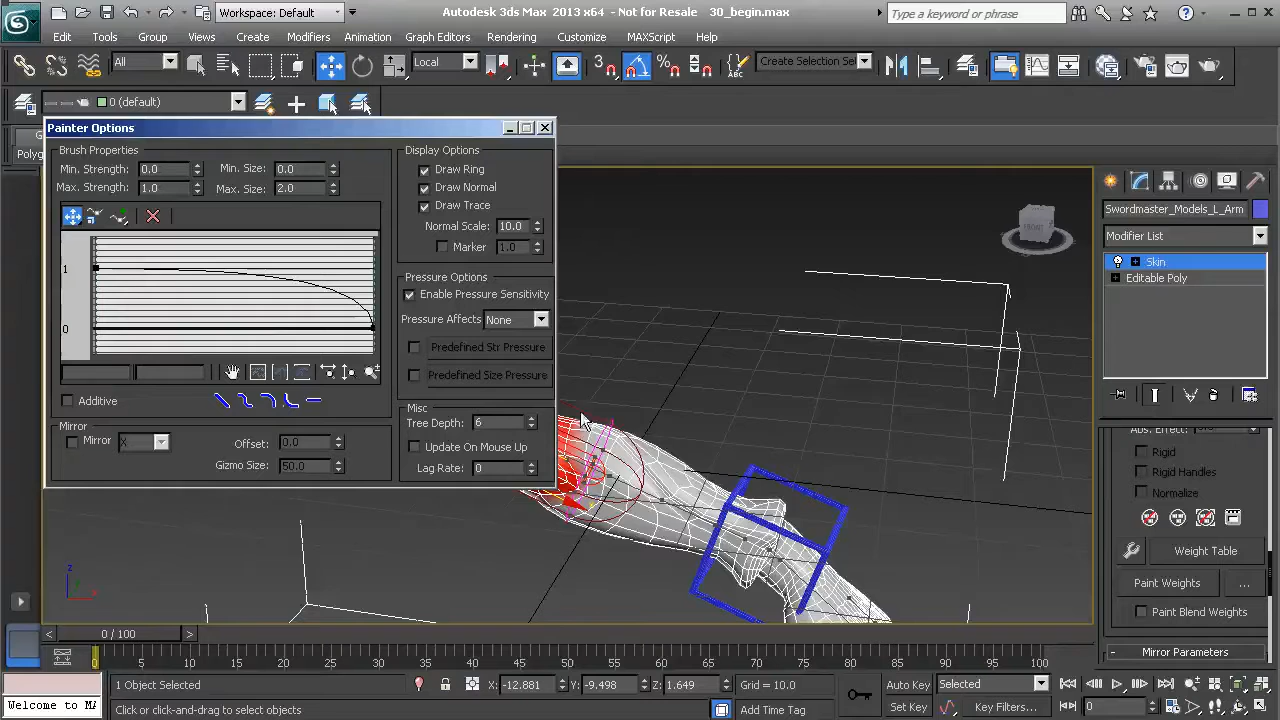 Workspace: Default
Autodesk 3ds Max 2013 x64 - Not for Resale 30_begin.max
Type a keyword or phrase
Edit Tools Group Views Create Modifiers Animation Graph Editors Rendering Customize MAXScript Help
All
Local
3
Create Selection Se
0 (default)
Painter Options
Brush Properties
Min. Strength: 0.0 Min. Size: 0.0
Max. Strength: 1.0 Max. Size: 2.0
1
0
Additive
Mirror
Mirror X Offset: 0.0
Gizmo Size: 50.0
Display Options
Draw Ring
Draw Normal
Draw Trace
Normal Scale: 10.0
Marker 1.0
Pressure Options
Enable Pressure Sensitivity
Pressure Affects None
Predefined Str Pressure
Predefined Size Pressure
Misc
Tree Depth: 6
Update On Mouse Up
Lag Rate: 0
Polyg
FRONT
z
y
x
Swordmaster_Models_L_Arm
Modifier List
Skin
Editable Poly
Rigid
Rigid Handles
Normalize
Weight Table
Paint Weights ...
Paint Blend Weights
- Mirror Parameters
< 0 / 100 >
0 5 10 15 20 25 30 35 40 45 50 55 60 65 70 75 80 85 90 95 100
1 Object Selected X: -12.881 Y: -9.498 Z: 1.649 Grid = 10.0 Auto Key Selected
Welcome to MA Click or click-and-drag to select objects Add Time Tag Set Key Key Filters... 0